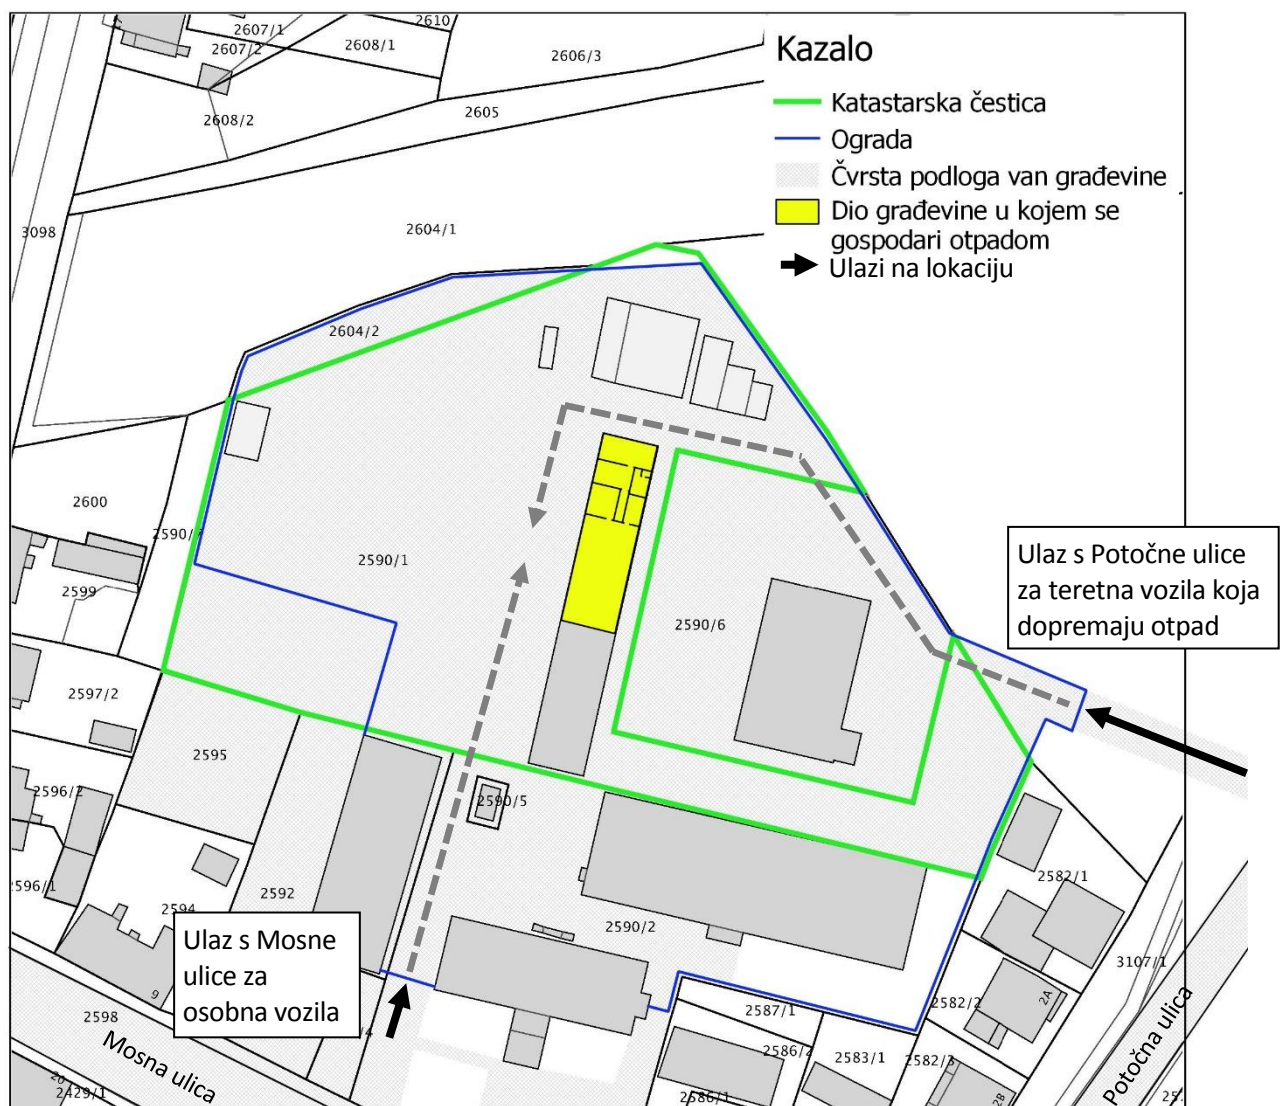 2610
2607/1
2607/2
2608/1
2606/3
2605
2608/2
3098
2604/1
Kazalo
Katastarska čestica
Ograda
Čvrsta podloga van građevine
Dio građevine u kojem se
gospodari otpadom
Ulazi na lokaciju
2604/2
2600
2590/1
2599
2590/6
Ulaz s Potočne ulice
za teretna vozila koja
dopremaju otpad
2597/2
2595
2596/2
2590/5
2596/1
2594
2592
2590/2
2582/1
Ulaz s Mosne
ulice za
osobna vozila
9
3107/1
2582/2
2A
2598
2587/1
2586/2
2583/1
2582/3
Mosna ulica
Potočna ulica
20
2429/1
2586/1
2B